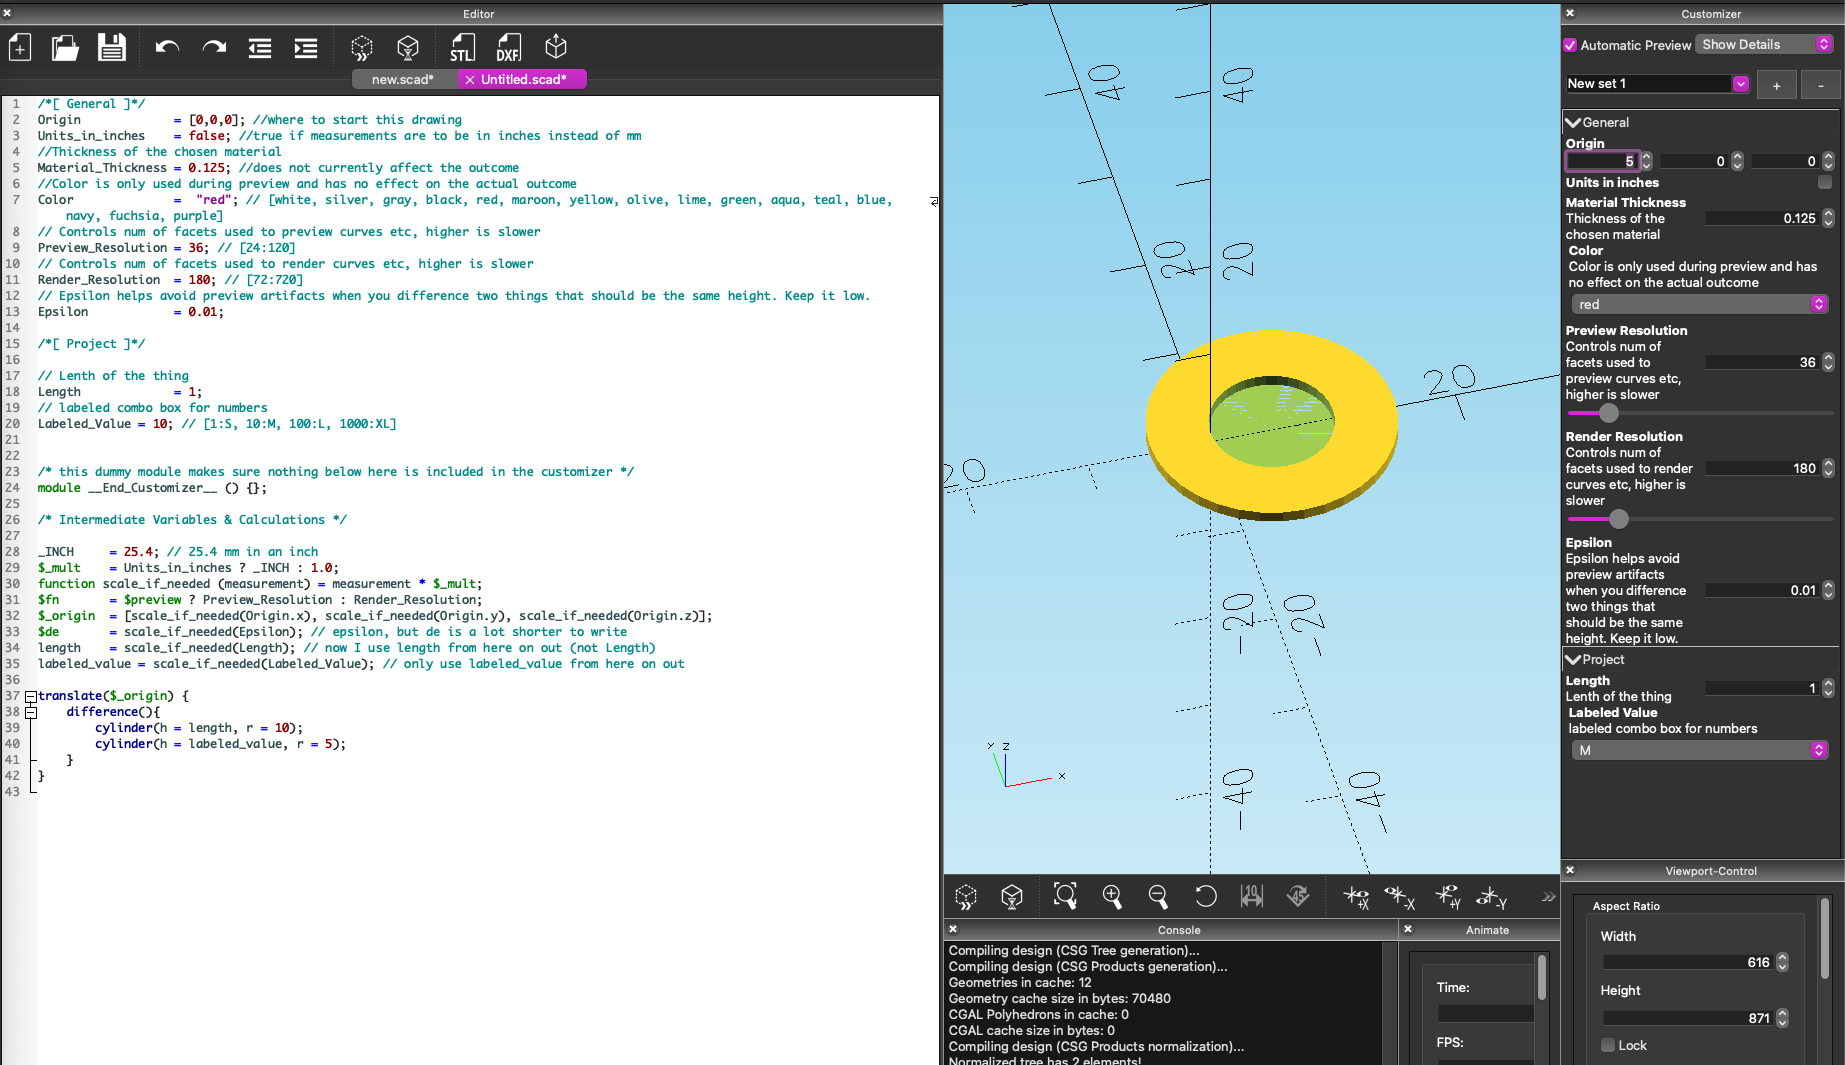 Editor
STL
DXF
new.scad*
Untitled.scad*
1 /*[ General ]*/
2 Origin = [0,0,0]; //where to start this drawing
3 Units_in_inches = false; //true if measurements are to be in inches instead of mm
4 //Thickness of the chosen material
5 Material_Thickness = 0.125; //does not currently affect the outcome
6 //Color is only used during preview and has no effect on the actual outcome
7 Color = "red"; // [white, silver, gray, black, red, maroon, yellow, olive, lime, green, aqua, teal, blue,
navy, fuchsia, purple]
8 // Controls num of facets used to preview curves etc, higher is slower
9 Preview_Resolution = 36; // [24:120]
10 // Controls num of facets used to render curves etc, higher is slower
11 Render_Resolution = 180; // [72:720]
12 // Epsilon helps avoid preview artifacts when you difference two things that should be the same height. Keep it low.
13 Epsilon = 0.01;
14
15 /*[ Project ]*/
16
17 // Lenth of the thing
18 Length = 1;
19 // labeled combo box for numbers
20 Labeled_Value = 10; // [1:S, 10:M, 100:L, 1000:XL]
21
22
23 /* this dummy module makes sure nothing below here is included in the customizer */
24 module __End_Customizer__ () {};
25
26 /* Intermediate Variables & Calculations */
27
28 _INCH = 25.4; // 25.4 mm in an inch
29 $_mult = Units_in_inches ? _INCH : 1.0;
30 function scale_if_needed (measurement) = measurement * $_mult;
31 $fn = $preview ? Preview_Resolution : Render_Resolution;
32 $_origin = [scale_if_needed(Origin.x), scale_if_needed(Origin.y), scale_if_needed(Origin.z)];
33 $de = scale_if_needed(Epsilon); // epsilon, but de is a lot shorter to write
34 length = scale_if_needed(Length); // now I use length from here on out (not Length)
35 labeled_value = scale_if_needed(Labeled_Value); // only use labeled_value from here on out
36
37 translate($_origin) {
38 difference(){
39 cylinder(h = length, r = 10);
40 cylinder(h = labeled_value, r = 5);
41 }
42 }
43
40
40
20
20
20
20
-20
-20
-40
-40
Y Z
X
10
45
+X
-X
+Y
-Y
Console
Compiling design (CSG Tree generation)...
Compiling design (CSG Products generation)...
Geometries in cache: 12
Geometry cache size in bytes: 70480
CGAL Polyhedrons in cache: 0
CGAL cache size in bytes: 0
Compiling design (CSG Products normalization)...
Normalized tree has 2 elements!
Animate
Time:
FPS:
Customizer
Automatic Preview
Show Details
New set 1
+
-
General
Origin
5
0
0
Units in inches
Material Thickness
Thickness of the
chosen material
0.125
Color
Color is only used during preview and has
no effect on the actual outcome
red
Preview Resolution
Controls num of
facets used to
preview curves etc,
higher is slower
36
Render Resolution
Controls num of
facets used to render
curves etc, higher is
slower
180
Epsilon
Epsilon helps avoid
preview artifacts
when you difference
two things that
should be the same
height. Keep it low.
0.01
Project
Length
Lenth of the thing
1
Labeled Value
labeled combo box for numbers
M
Viewport-Control
Aspect Ratio
Width
616
Height
871
Lock